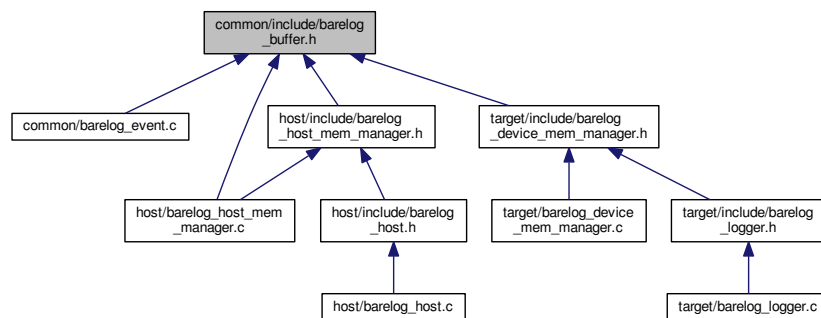 common/include/barelog
_buffer.h
common/barelog_event.c
host/include/barelog
_host_mem_manager.h
target/include/barelog
_device_mem_manager.h
host/barelog_host_mem
_manager.c
host/include/barelog
_host.h
target/barelog_device
_mem_manager.c
target/include/barelog
_logger.h
host/barelog_host.c
target/barelog_logger.c